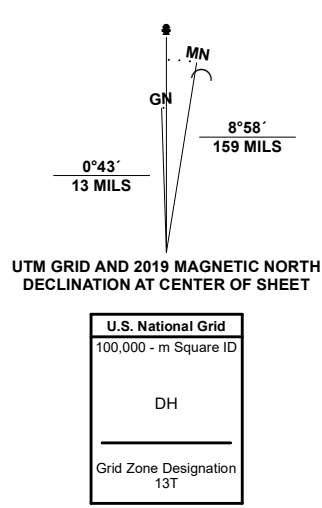 MN
GN
8°58´
159 MILS
0°43´
13 MILS
UTM GRID AND 2019 MAGNETIC NORTH
DECLINATION AT CENTER OF SHEET
U.S. National Grid
100,000 - m Square ID
DH
Grid Zone Designation
13T